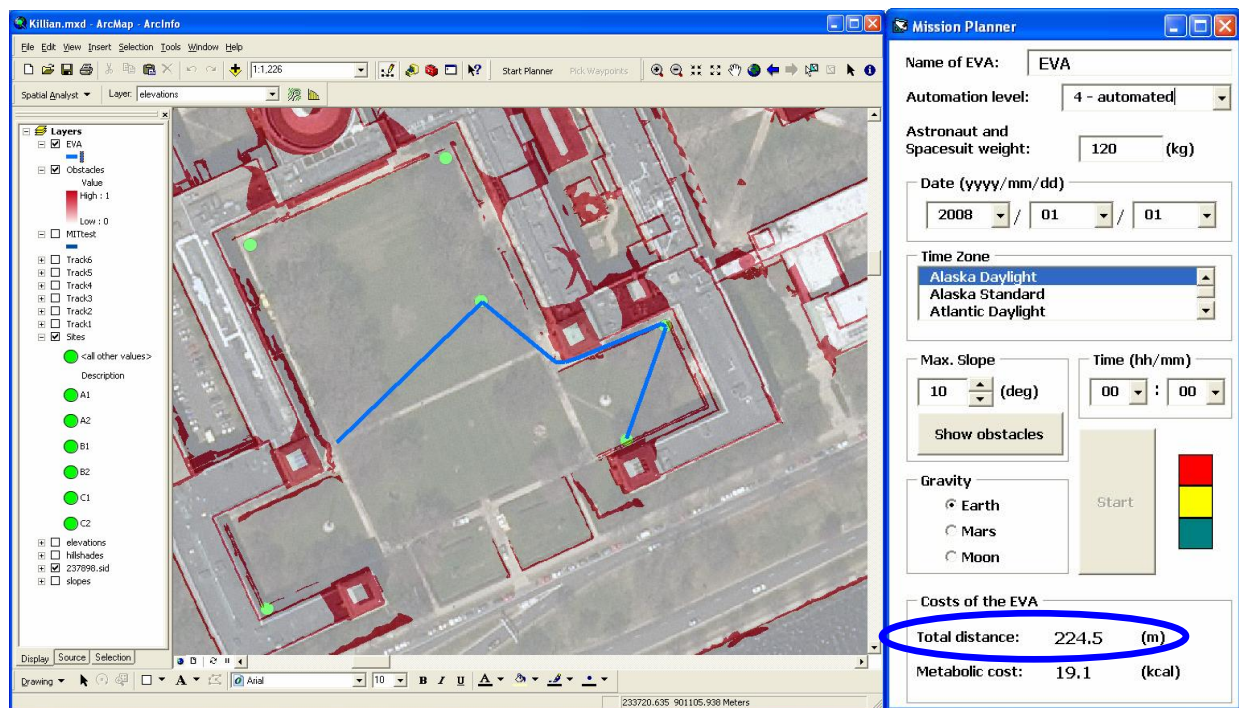 Killian.mxd - ArcMap - ArcInfo
File Edit View Insert Selection Tools Window Help
1:1,226
Start Planner Pick Waypoints
Spatial Analyst Layer: elevations
Layers
EVA
Obstacles
Value
High : 1
Low : 0
MITtest
Track6
Track5
Track4
Track3
Track2
Track1
Sites
<all other values>
Description
A1
A2
B1
B2
C1
C2
elevations
hillshades
237898.sid
slopes
Display Source Selection
Drawing A Arial 10 B I U A
233720.635 901105.938 Meters
Mission Planner
Name of EVA: EVA
Automation level: 4 - automated
Astronaut and
Spacesuit weight: 120 (kg)
Date (yyyy/mm/dd)
2008 / 01 / 01
Time Zone
Alaska Daylight
Alaska Standard
Atlantic Daylight
Max. Slope
10 (deg)
Show obstacles
Time (hh/mm)
00 : 00
Gravity
Earth
Mars
Moon
Start
Costs of the EVA
Total distance: 224.5 (m)
Metabolic cost: 19.1 (kcal)